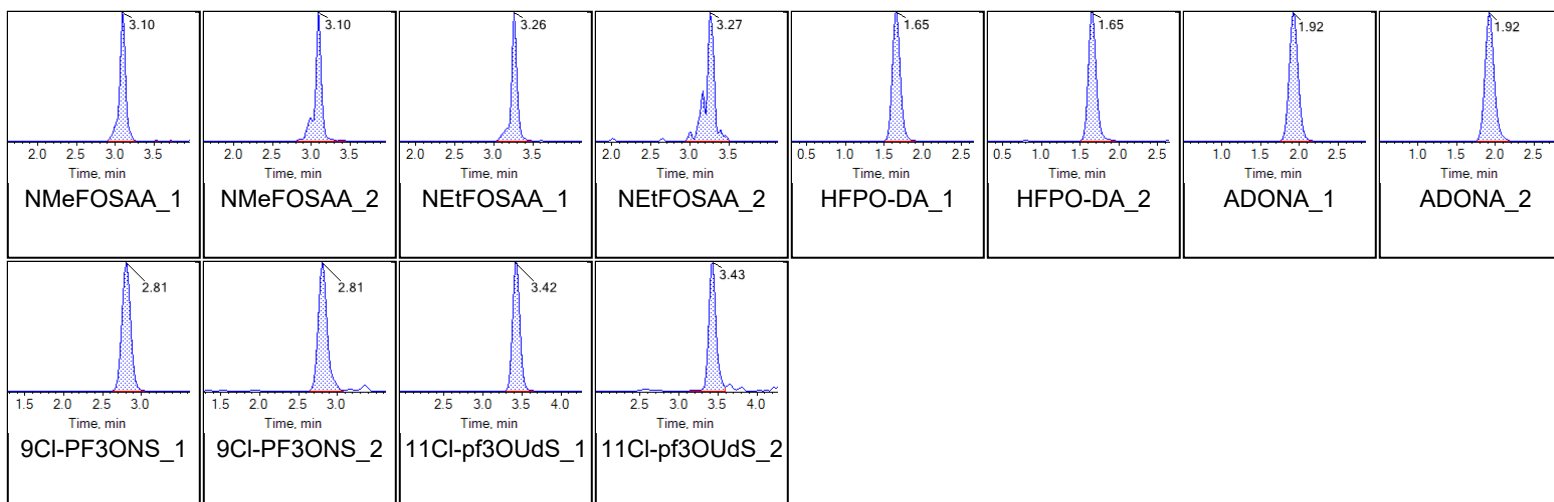 3.10 3.10 3.26 3.27 1.65 1.65 1.92 1.92
2.0 2.5 3.0 3.5 2.0 2.5 3.0 3.5 2.0 2.5 3.0 3.5 2.0 2.5 3.0 3.5 0.5 1.0 1.5 2.0 2.5 0.5 1.0 1.5 2.0 2.5 1.0 1.5 2.0 2.5 1.0 1.5 2.0 2.5
Time, min Time, min Time, min Time, min Time, min Time, min Time, min Time, min
NMeFOSAA_1 NMeFOSAA_2 NEtFOSAA_1 NEtFOSAA_2 HFPO-DA_1 HFPO-DA_2 ADONA_1 ADONA_2
2.81 2.81 3.42 3.43
1.5 2.0 2.5 3.0 1.5 2.0 2.5 3.0 2.5 3.0 3.5 4.0 2.5 3.0 3.5 4.0
Time, min Time, min Time, min Time, min
9Cl-PF3ONS_1 9Cl-PF3ONS_2 11Cl-pf3OUdS_1 11Cl-pf3OUdS_2